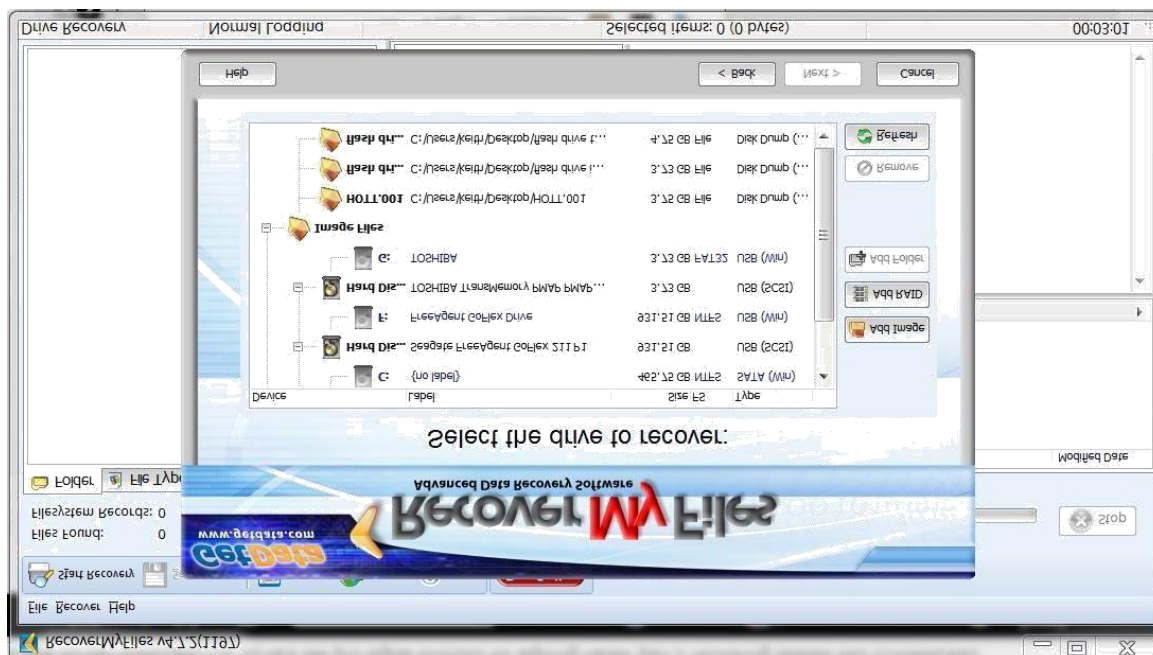 RecoverMyFiles v4.7.2(1197)
File Recover Help
Start Recovery
GetData
www.getdata.com
RecoverMyFiles
Advanced Data Recovery Software
Files Found: 0
Filesystem Records: 0
Stop
Folder File Typ
Modified Date
Select the drive to recover:
Device Label Size FS Type
C: {no label} 465.75 GB NTFS SATA (Win)
Hard Dis... Seagate FreeAgent GoFlex 211P1 931.51 GB USB (SCSI)
F: FreeAgent GoFlex Drive 931.51 GB NTFS USB (Win)
Hard Dis... TOSHIBA TransMemory PMAP PMAP... 3.73 GB USB (SCSI)
G: TOSHIBA 3.73 GB FAT32 USB (Win)
Image Files
HOTT.001 C:\Users\keith\Desktop\HOTT.001 3.75 GB File Disk Dump (...
flash dri... C:\Users\keith\Desktop\flash drive i... 3.73 GB File Disk Dump (...
flash dri... C:\Users\keith\Desktop\flash drive t... 4.75 GB File Disk Dump (...
Add Image
Add RAID
Add Folder
Remove
Refresh
Help < Back Next > Cancel
Drive Recovery Normal Logging Selected items: 0 (0 bytes) 00:03:01